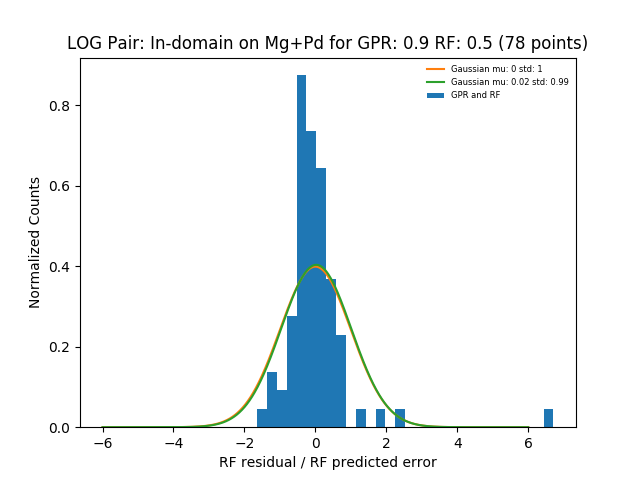 LOG Pair: In-domain on Mg+Pd for GPR: 0.9 RF: 0.5 (78 points)
Gaussian mu: 0 std: 1
Gaussian mu: 0.02 std: 0.99
GPR and RF
Normalized Counts
0.8
0.6
0.4
0.2
0.0
−6 −4 −2 0 2 4 6
RF residual / RF predicted error